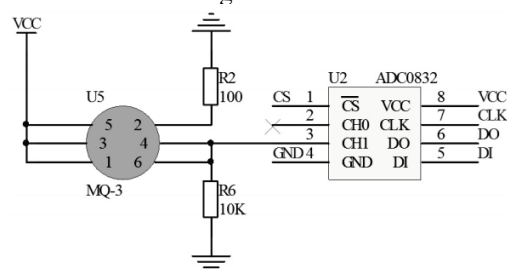 VCC
U5
5 2
3 4
1 6
MQ-3
R2
100
R6
10K
U2 ADC0832
CS 1 CS VCC 8 VCC
2 CH0 CLK 7 CLK
3 CH1 DO 6 DO
GND 4 GND DI 5 DI